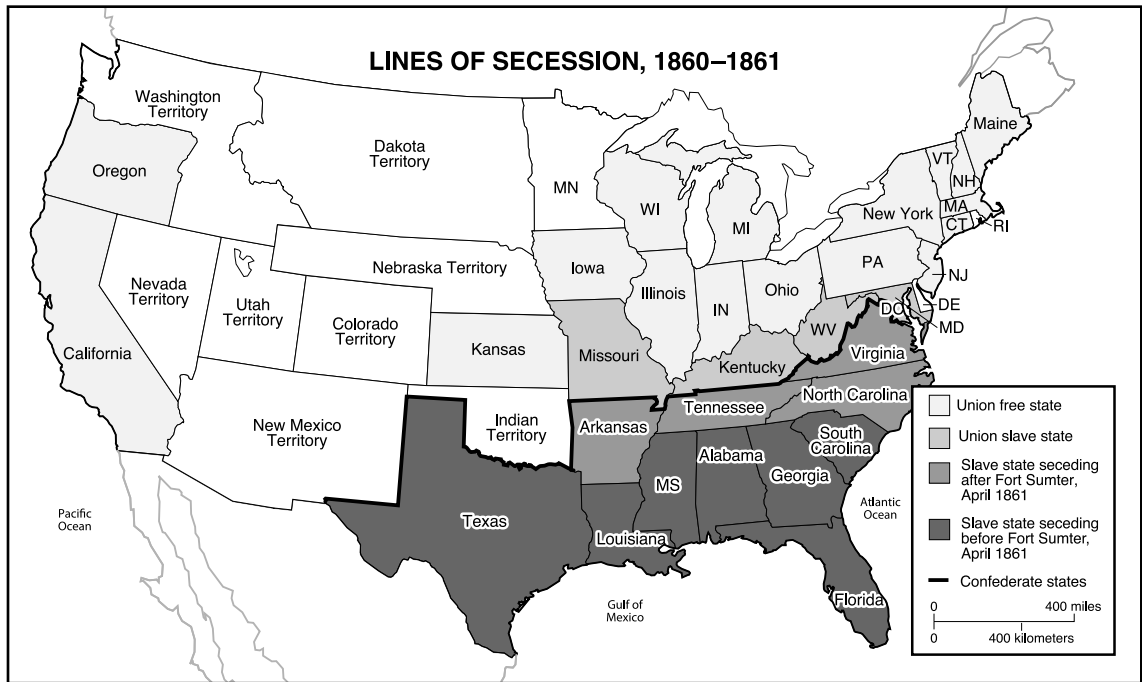 LINES OF SECESSION, 1860–1861
Washington
Territory
Oregon
Dakota
Territory
MN
WI
MI
Maine
VT
NH
MA
New York
CT
RI
PA
NJ
Nebraska Territory
Iowa
Illinois
IN
Ohio
DE
DC
MD
Nevada
Territory
Utah
Territory
Colorado
Territory
California
Kansas
Missouri
WV
Kentucky
Virginia
New Mexico
Territory
Indian
Territory
Arkansas
Tennessee
North Carolina
South
Carolina
Alabama
Georgia
MS
Texas
Louisiana
Florida
Pacific
Ocean
Atlantic
Ocean
Gulf of
Mexico
Union free state
Union slave state
Slave state seceding
after Fort Sumter,
April 1861
Slave state seceding
before Fort Sumter,
April 1861
Confederate states
0 400 miles
0 400 kilometers